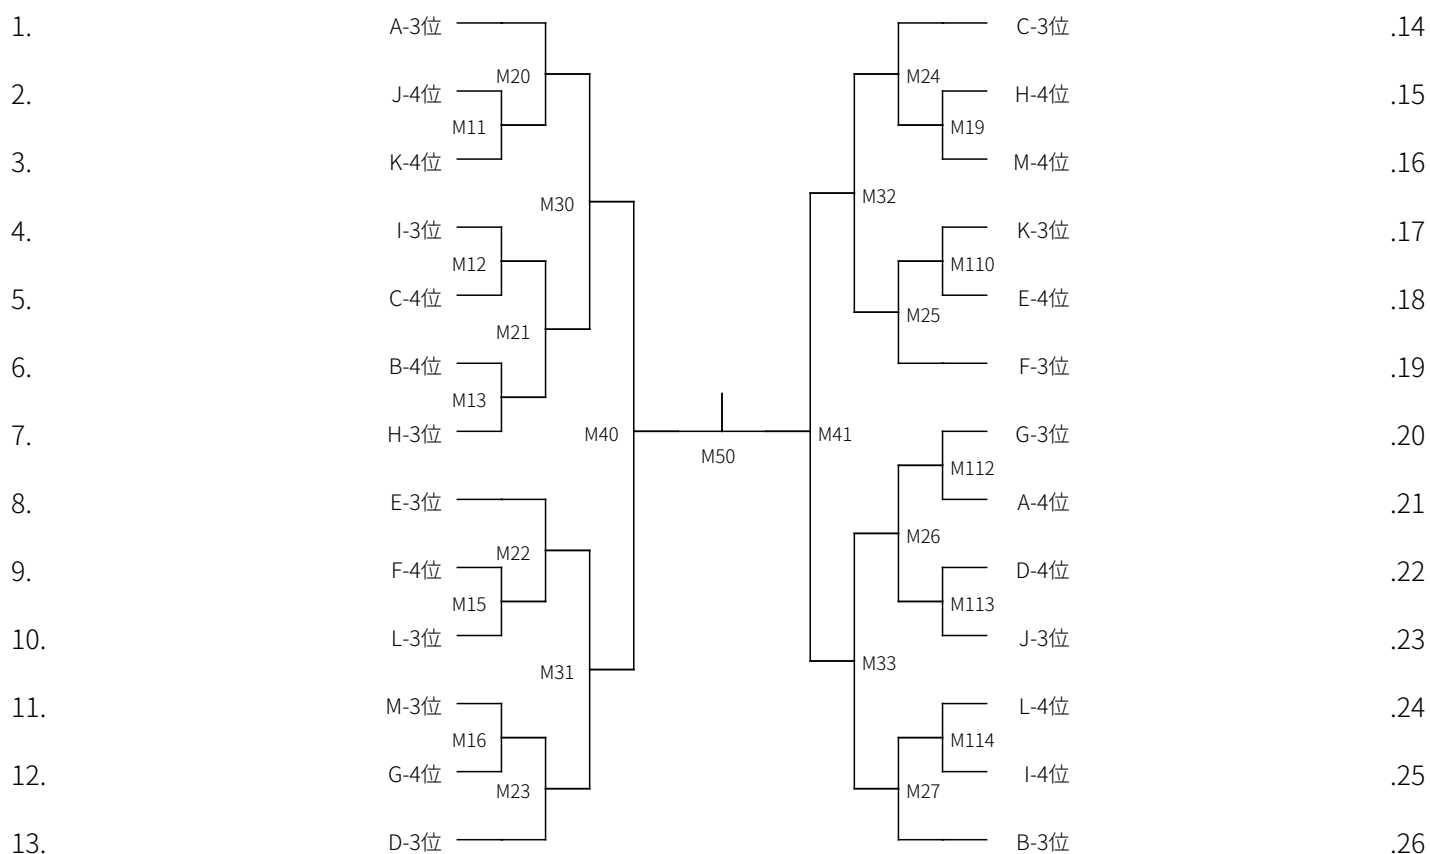 1. A-3位 C-3位 .14
M20 M24
2. J-4位 H-4位 .15
M11 M19
3. K-4位 M-4位 .16
M30 M32
4. I-3位 K-3位 .17
M12 M110
5. C-4位 E-4位 .18
M21 M25
6. B-4位 F-3位 .19
M13
7. H-3位 M40 M41 G-3位 .20
M50
M112
8. E-3位 A-4位 .21
M22 M26
9. F-4位 D-4位 .22
M15 M113
10. L-3位 J-3位 .23
M31 M33
11. M-3位 L-4位 .24
M16 M114
12. G-4位 I-4位 .25
M23 M27
13. D-3位 B-3位 .26